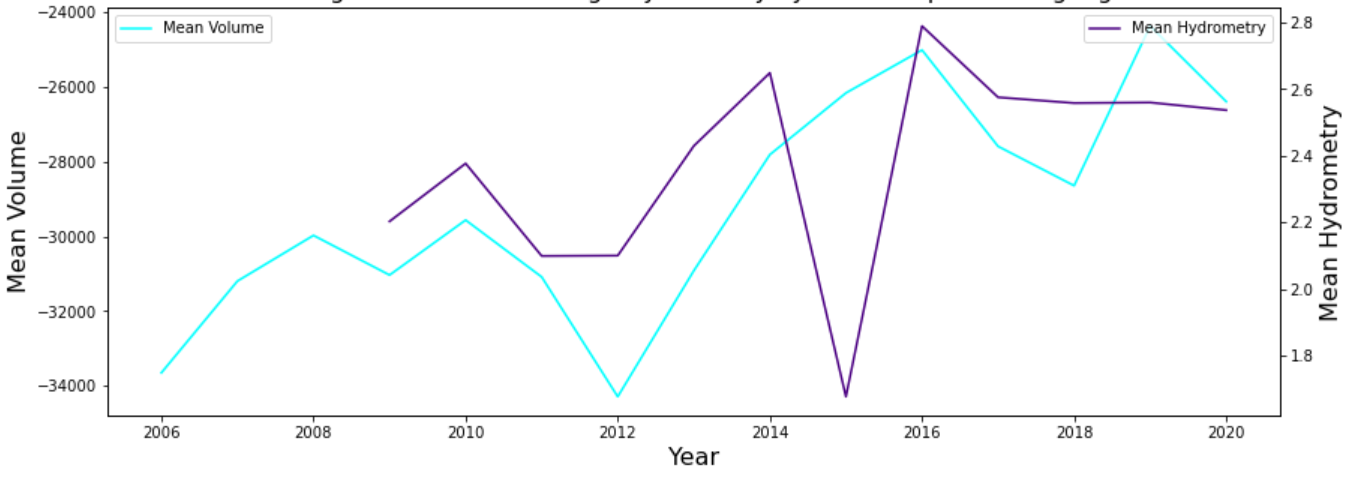 Mean Volume
Mean Hydrometry
−24000
−26000
−28000
−30000
−32000
−34000
Mean Volume
2.8
2.6
2.4
2.2
2.0
1.8
Mean Hydrometry
2006 2008 2010 2012 2014 2016 2018 2020
Year